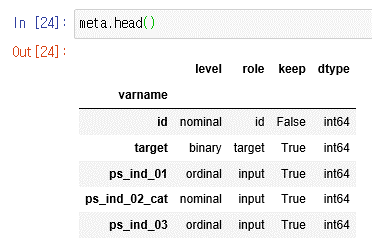 In [24]: meta.head()
Out[24]:
level role keep dtype
varname
id nominal id False int64
target binary target True int64
ps_ind_01 ordinal input True int64
ps_ind_02_cat nominal input True int64
ps_ind_03 ordinal input True int64